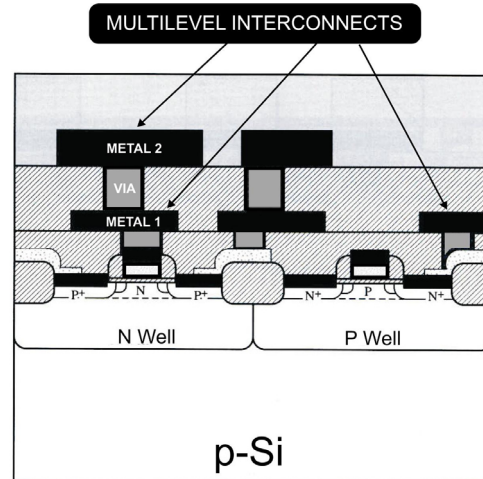 MULTILEVEL INTERCONNECTS
METAL 2
VIA
METAL 1
P+ N P+ N+ P N+
N Well P Well
p-Si